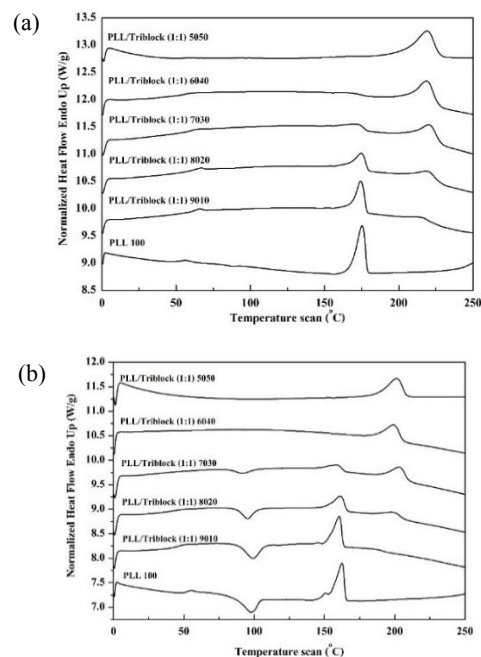 (a)
Normalized Heat Flow Endo Up (W/g)
13.5
13.0
12.5
12.0
11.5
11.0
10.5
10.0
9.5
9.0
8.5
PLL/Triblock (1:1) 5050
PLL/Triblock (1:1) 6040
PLL/Triblock (1:1) 7030
PLL/Triblock (1:1) 8020
PLL/Triblock (1:1) 9010
PLL 100
0 50 100 150 200 250
Temperature scan (°C)
(b)
Normalized Heat Flow Endo Up (W/g)
12.0
11.5
11.0
10.5
10.0
9.5
9.0
8.5
8.0
7.5
7.0
PLL/Triblock (1:1) 5050
PLL/Triblock (1:1) 6040
PLL/Triblock (1:1) 7030
PLL/Triblock (1:1) 8020
PLL/Triblock (1:1) 9010
PLL 100
0 50 100 150 200 250
Temperature scan (°C)